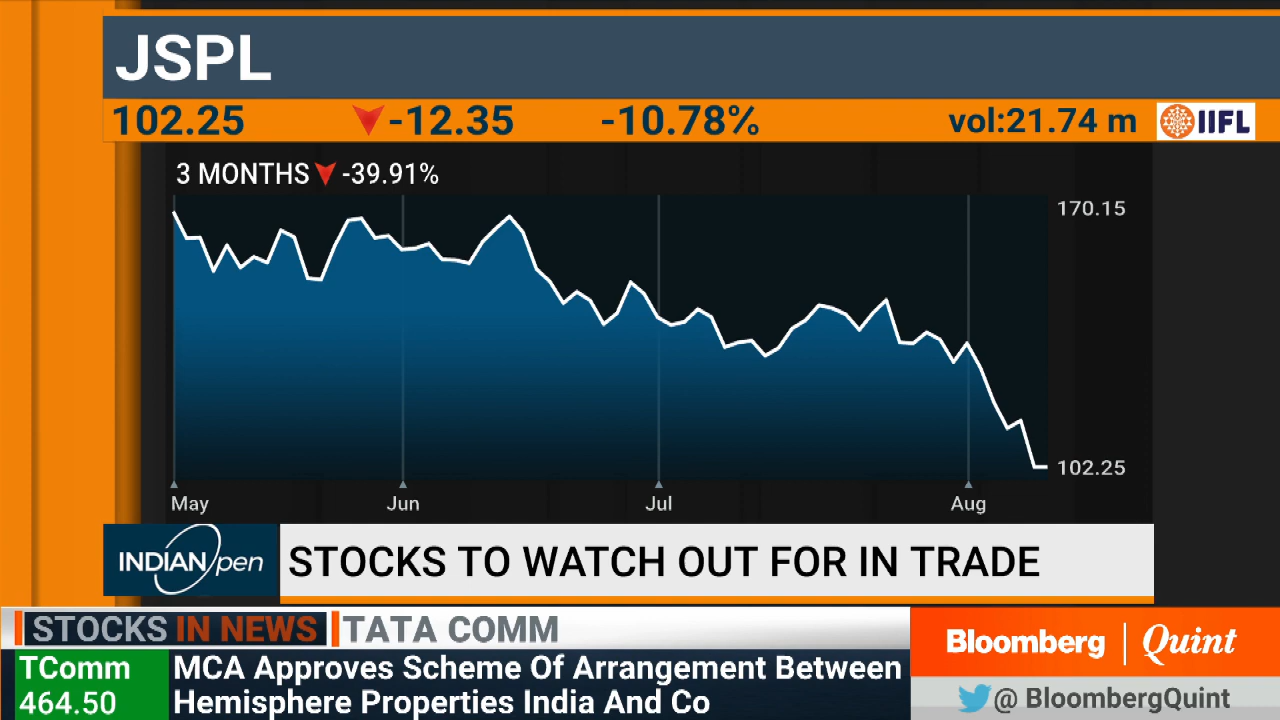 JSPL
102.25 -12.35 -10.78% vol:21.74 m IIFL
3 MONTHS -39.91%
170.15
102.25
May Jun Jul Aug
INDIAN Open STOCKS TO WATCH OUT FOR IN TRADE
STOCKS IN NEWS TATA COMM
TComm
464.50
MCA Approves Scheme Of Arrangement Between
Hemisphere Properties India And Co
Bloomberg | Quint
@ BloombergQuint